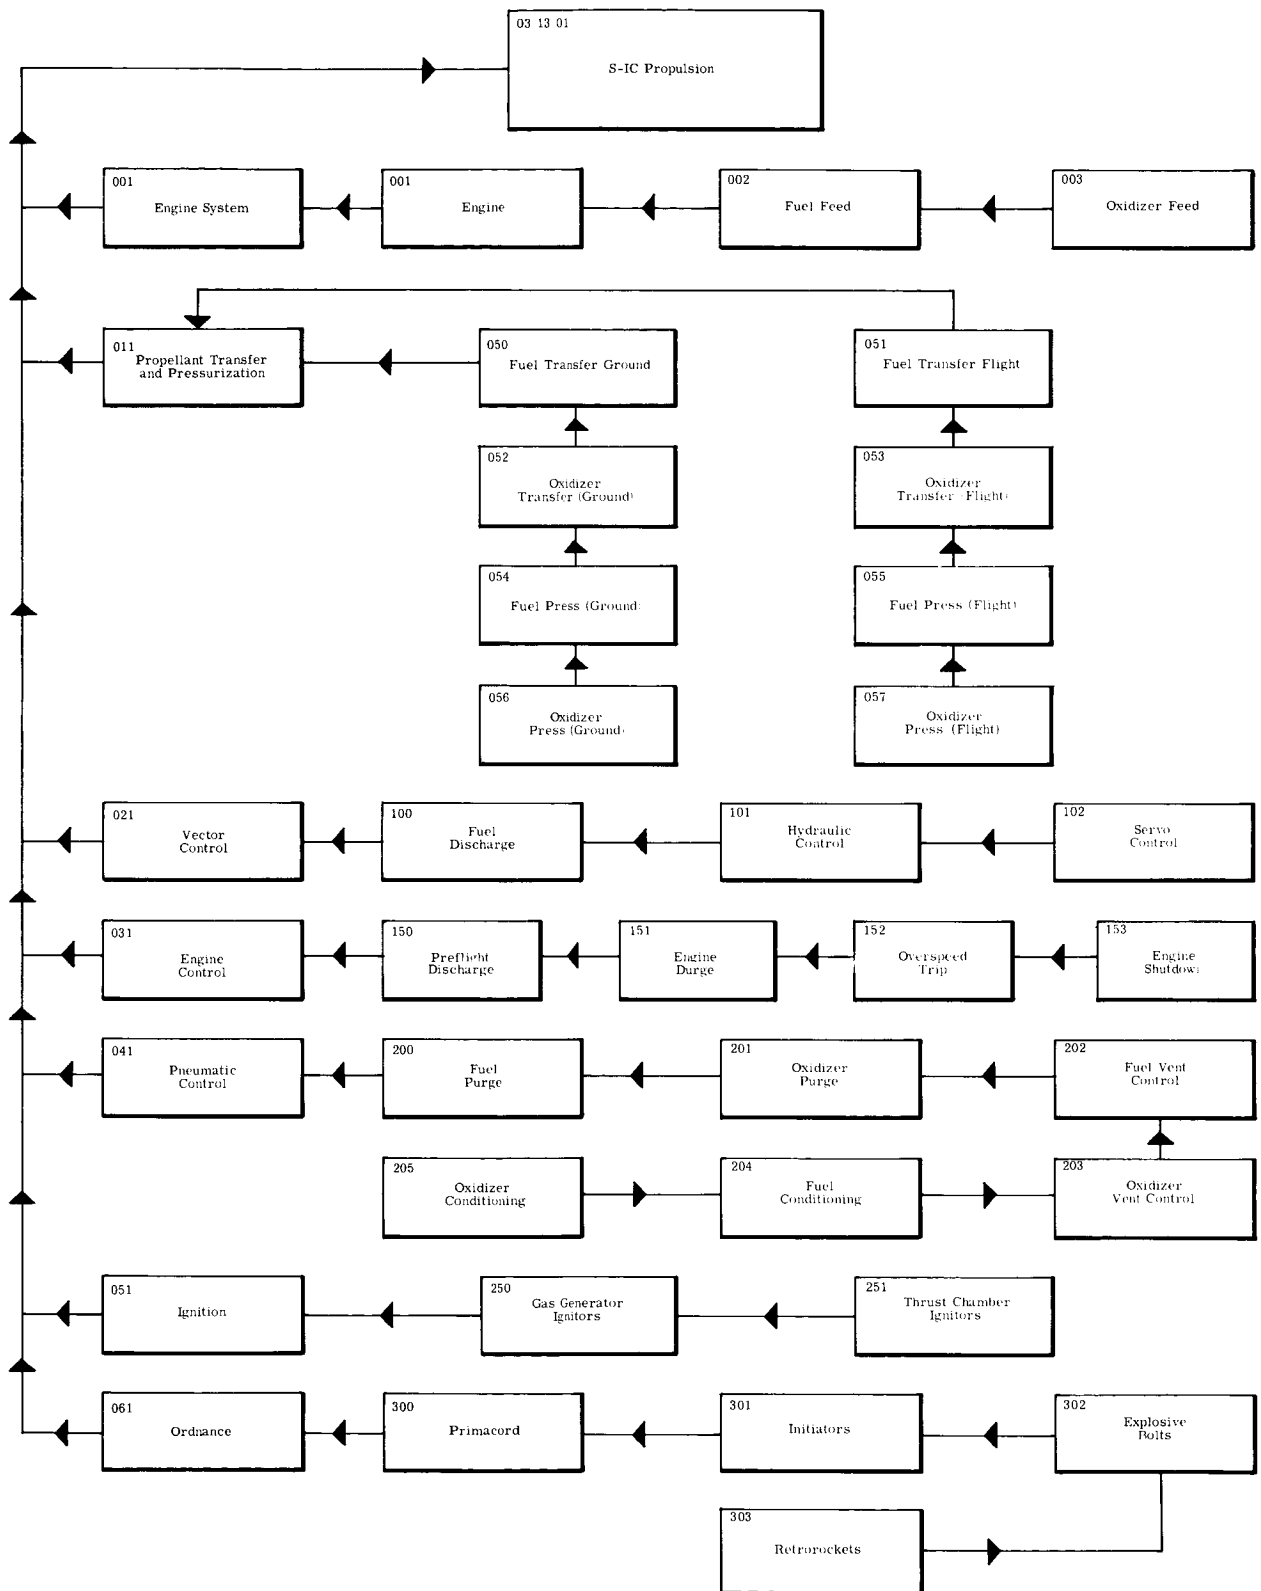 03 13 01
S-IC Propulsion
001
Engine System
001
Engine
002
Fuel Feed
003
Oxidizer Feed
011
Propellant Transfer
and Pressurization
050
Fuel Transfer Ground
051
Fuel Transfer Flight
052
Oxidizer
Transfer (Ground)
053
Oxidizer
Transfer (Flight)
054
Fuel Press (Ground)
055
Fuel Press (Flight)
056
Oxidizer
Press (Ground)
057
Oxidizer
Press (Flight)
021
Vector
Control
100
Fuel
Discharge
101
Hydraulic
Control
102
Servo
Control
031
Engine
Control
150
Preflight
Discharge
151
Engine
Durge
152
Overspeed
Trip
153
Engine
Shutdown
041
Pneumatic
Control
200
Fuel
Purge
201
Oxidizer
Purge
202
Fuel Vent
Control
205
Oxidizer
Conditioning
204
Fuel
Conditioning
203
Oxidizer
Vent Control
051
Ignition
250
Gas Generator
Ignitors
251
Thrust Chamber
Ignitors
061
Ordnance
300
Primacord
301
Initiators
302
Explosive
Bolts
303
Retrorockets